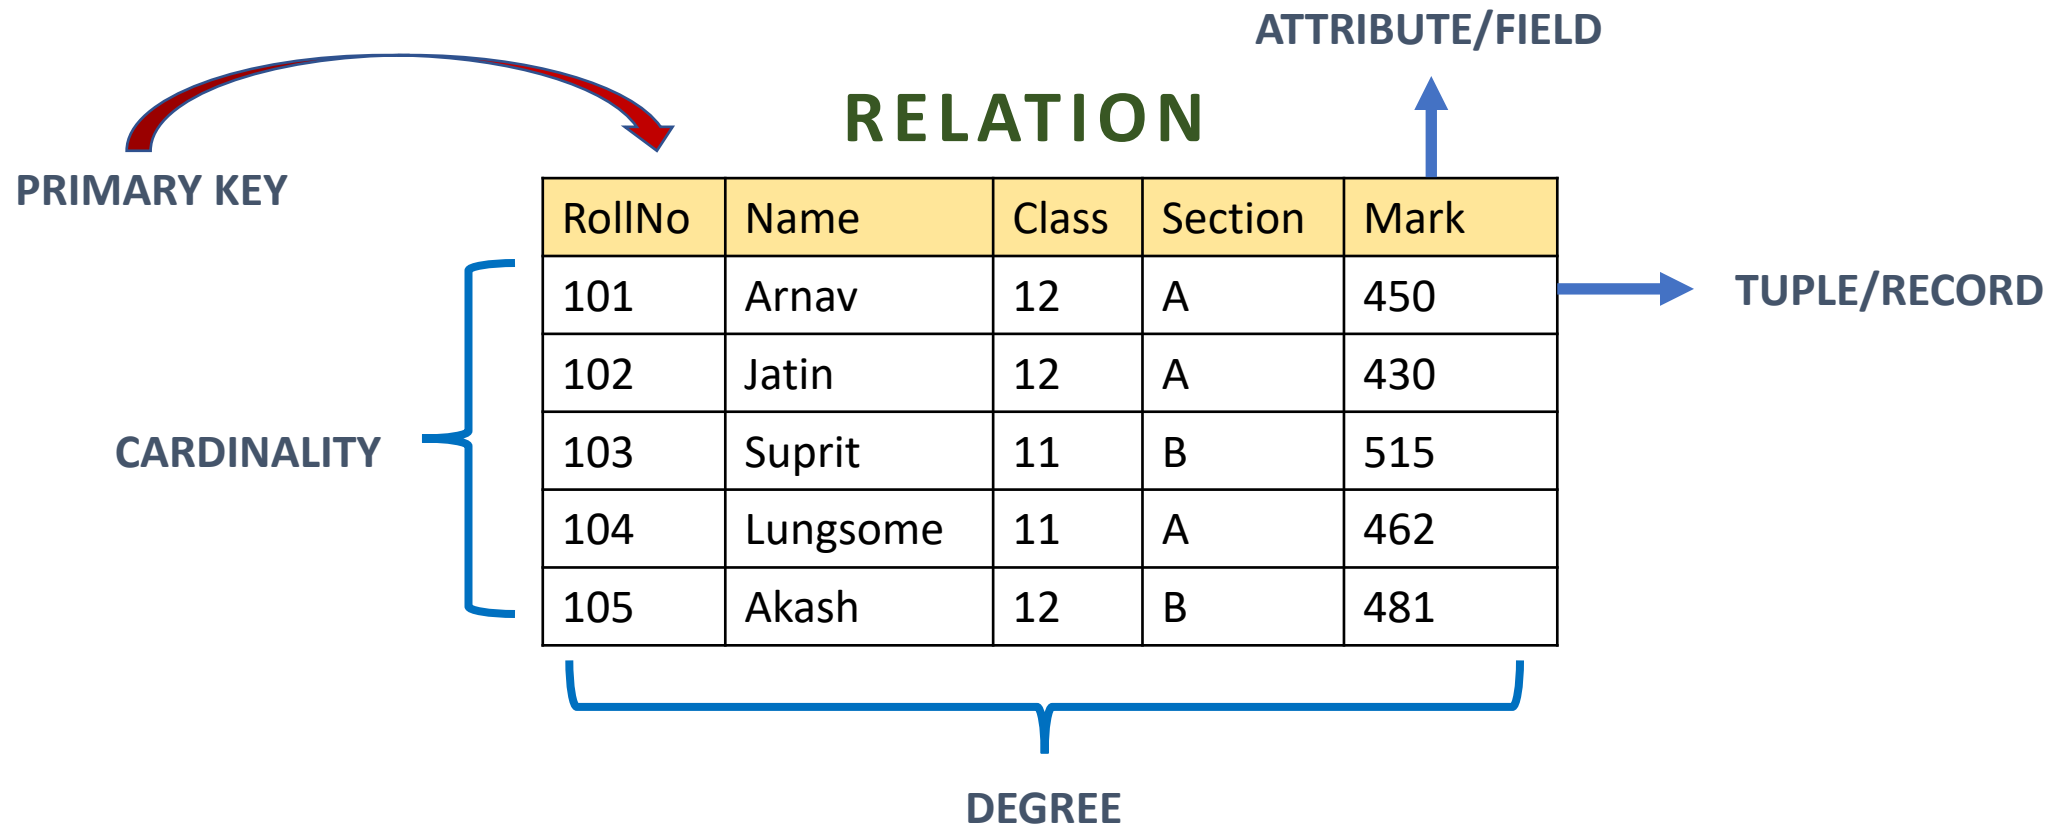 ATTRIBUTE/FIELD
RELATION
PRIMARY KEY
RollNo Name Class Section Mark
101 Arnav 12 A 450
TUPLE/RECORD
102 Jatin 12 A 430
CARDINALITY
103 Suprit 11 B 515
104 Lungsome 11 A 462
105 Akash 12 B 481
DEGREE